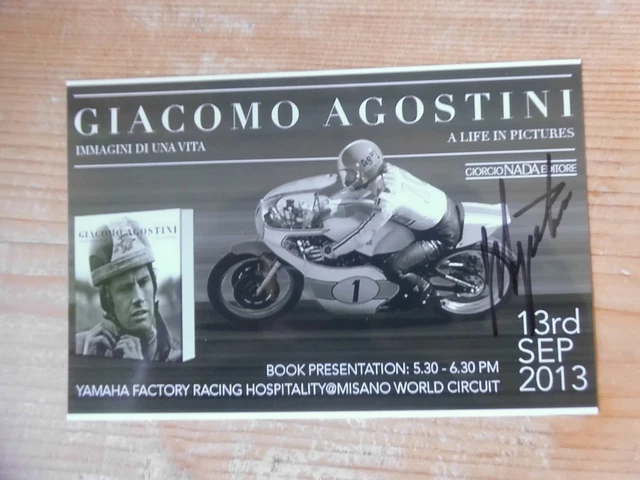 GIACOMO AGOSTINI
IMMAGINI DI UNA VITA
A LIFE IN PICTURES
GIORGIO NADA EDITORE
GIACOMO AGOSTINI
1
13rd
SEP
2013
BOOK PRESENTATION: 5.30 - 6.30 PM
YAMAHA FACTORY RACING HOSPITALITY@MISANO WORLD CIRCUIT